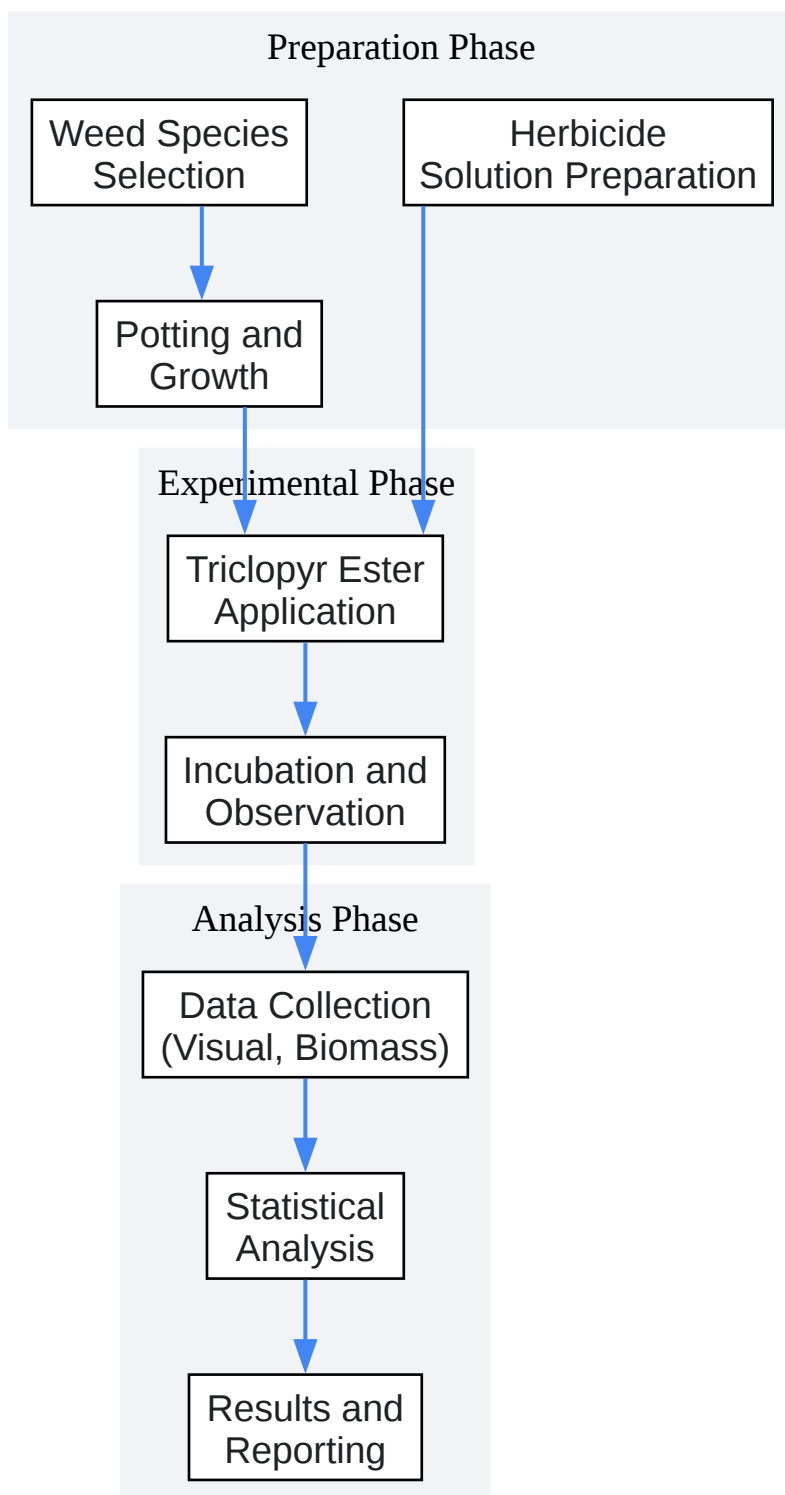 Preparation Phase
Weed Species
Selection
Herbicide
Solution Preparation
Potting and
Growth
Experimental Phase
Triclopyr Ester
Application
Incubation and
Observation
Analysis Phase
Data Collection
(Visual, Biomass)
Statistical
Analysis
Results and
Reporting